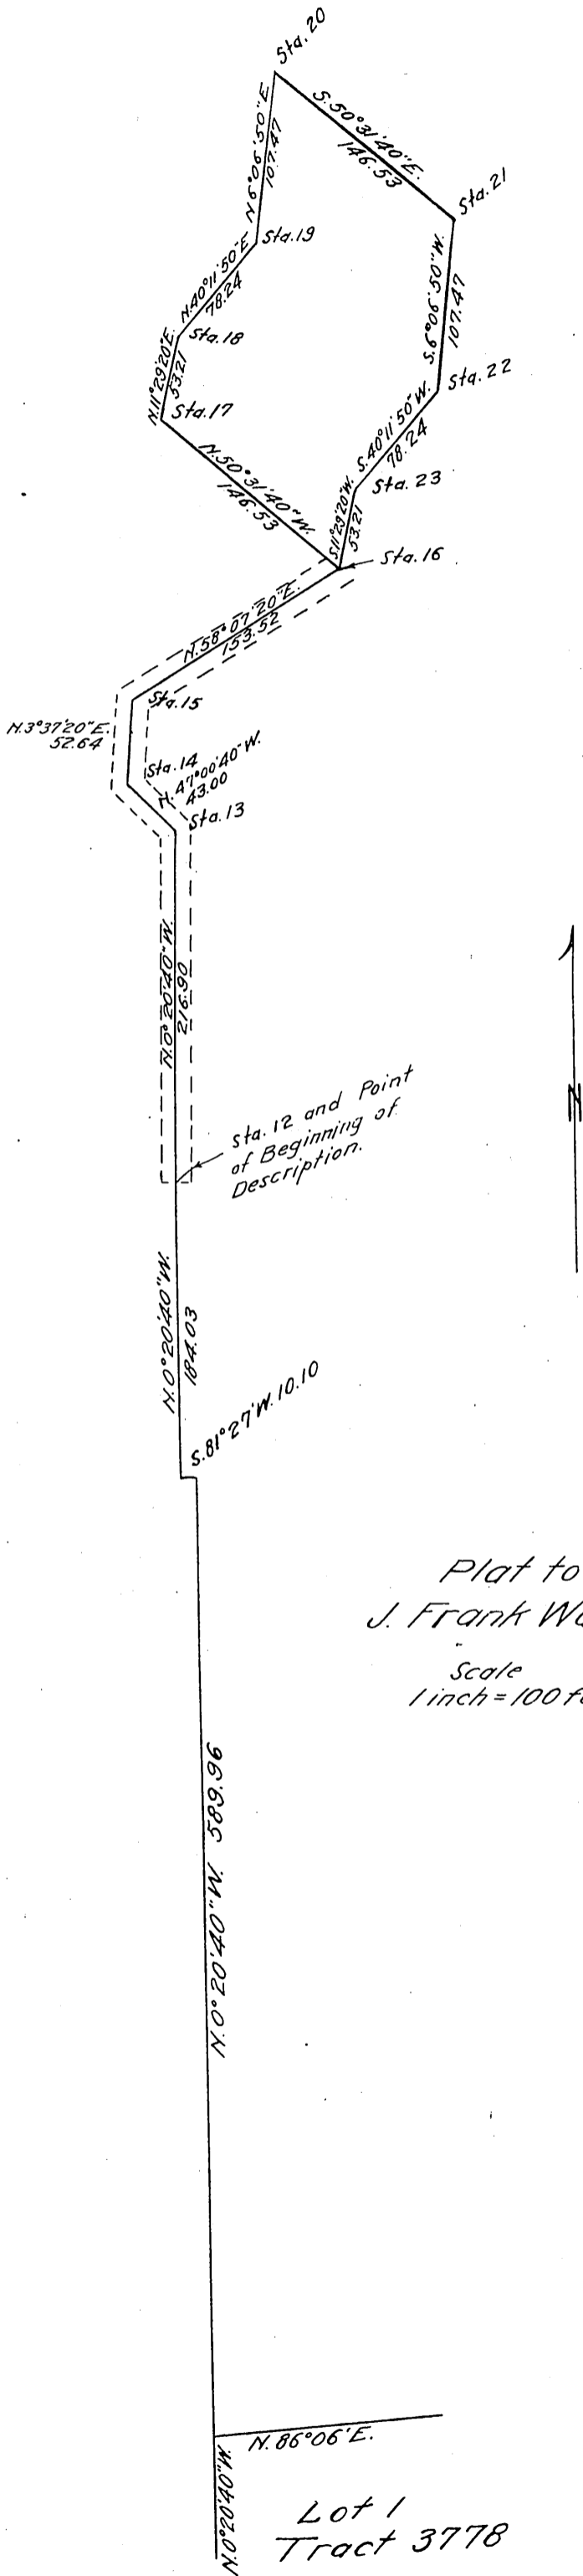 Sta. 20
S. 50° 31' 40" E.
146.53
N. 6° 06' 50" E
107.47
Sta. 21
Sta. 19
N. 40° 11' 50" E
78.24
S. 6° 06' 50" W.
107.47
Sta. 18
N. 11° 29' 20" E.
53.21
Sta. 22
Sta. 17
S. 40° 11' 50" W.
78.24
N. 50° 31' 40" W.
146.53
Sta. 23
S. 11° 29' 20" W.
53.21
Sta. 16
N. 58° 07' 20" E.
153.52
Sta. 15
N. 3° 37' 20" E.
52.64
Sta. 14
N. 47° 00' 40" W.
43.00
Sta. 13
N. 0° 20' 40" W.
216.90
N
Sta. 12 and Point
of Beginning of
Description.
N. 0° 20' 40" W.
184.03
S. 81° 27' W. 10.10
Plat to
J. Frank
Scale
1 inch = 100
N. 0° 20' 40" W. 589.96
N. 86° 06' E.
N. 0° 20' 40" W.
Lot 1
Tract 3778